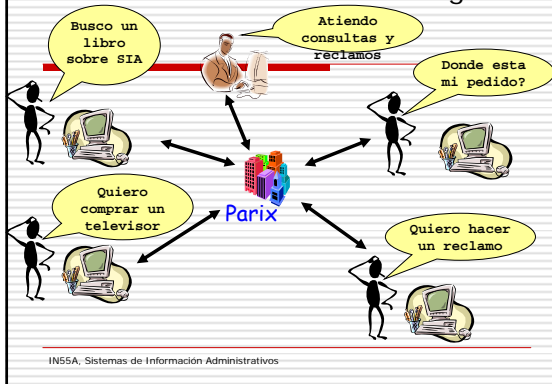 Busco un
libro
sobre SIA
Atiendo
consultas y
reclamos
Donde esta
mi pedido?
Quiero
comprar un
televisor
Parix
Quiero hacer
un reclamo
IN55A, Sistemas de Información Administrativos